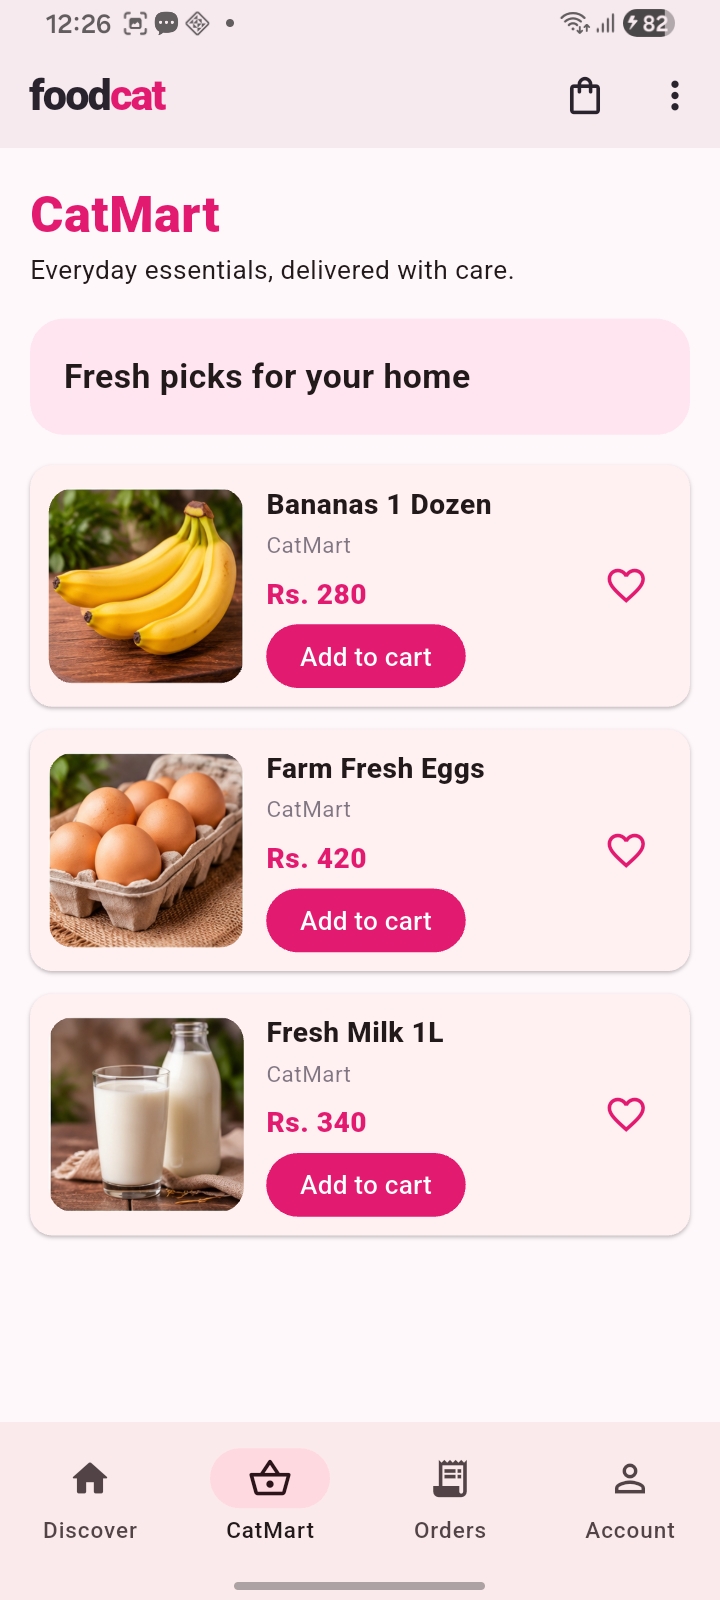 12:26
82
foodcat
CatMart
Everyday essentials, delivered with care.
Fresh picks for your home
Bananas 1 Dozen
CatMart
Rs. 280
Add to cart
Farm Fresh Eggs
CatMart
Rs. 420
Add to cart
Fresh Milk 1L
CatMart
Rs. 340
Add to cart
Discover
CatMart
Orders
Account